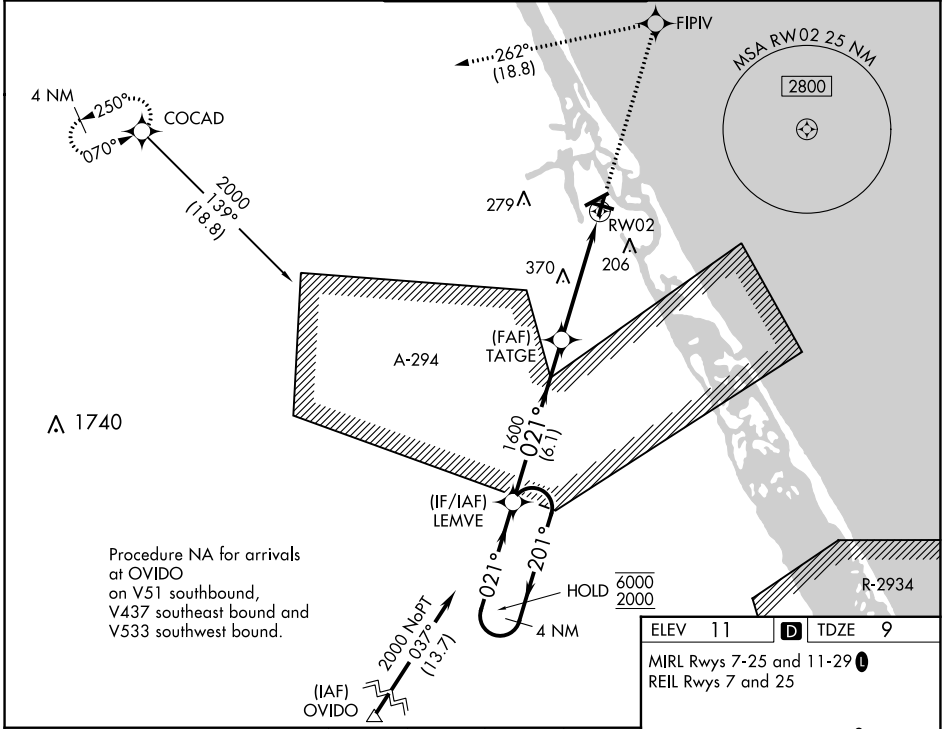 FIPIV
262°
(18.8)
MSA RW02 25 NM
2800
4 NM
250°
070°
COCAD
2000
139°
(18.8)
279
RW02
206
370
(FAF)
TATGE
A-294
1740
1600
021°
(6.1)
(IF/IAF)
LEMVE
021°
201°
HOLD
6000
2000
4 NM
Procedure NA for arrivals
at OVIDO
on V51 southbound,
V437 southeast bound and
V533 southwest bound.
2000 NoPT
037°
(13.7)
(IAF)
OVIDO
R-2934
ELEV 11 D TDZE 9
MIRL Rwys 7-25 and 11-29 L
REIL Rwys 7 and 25